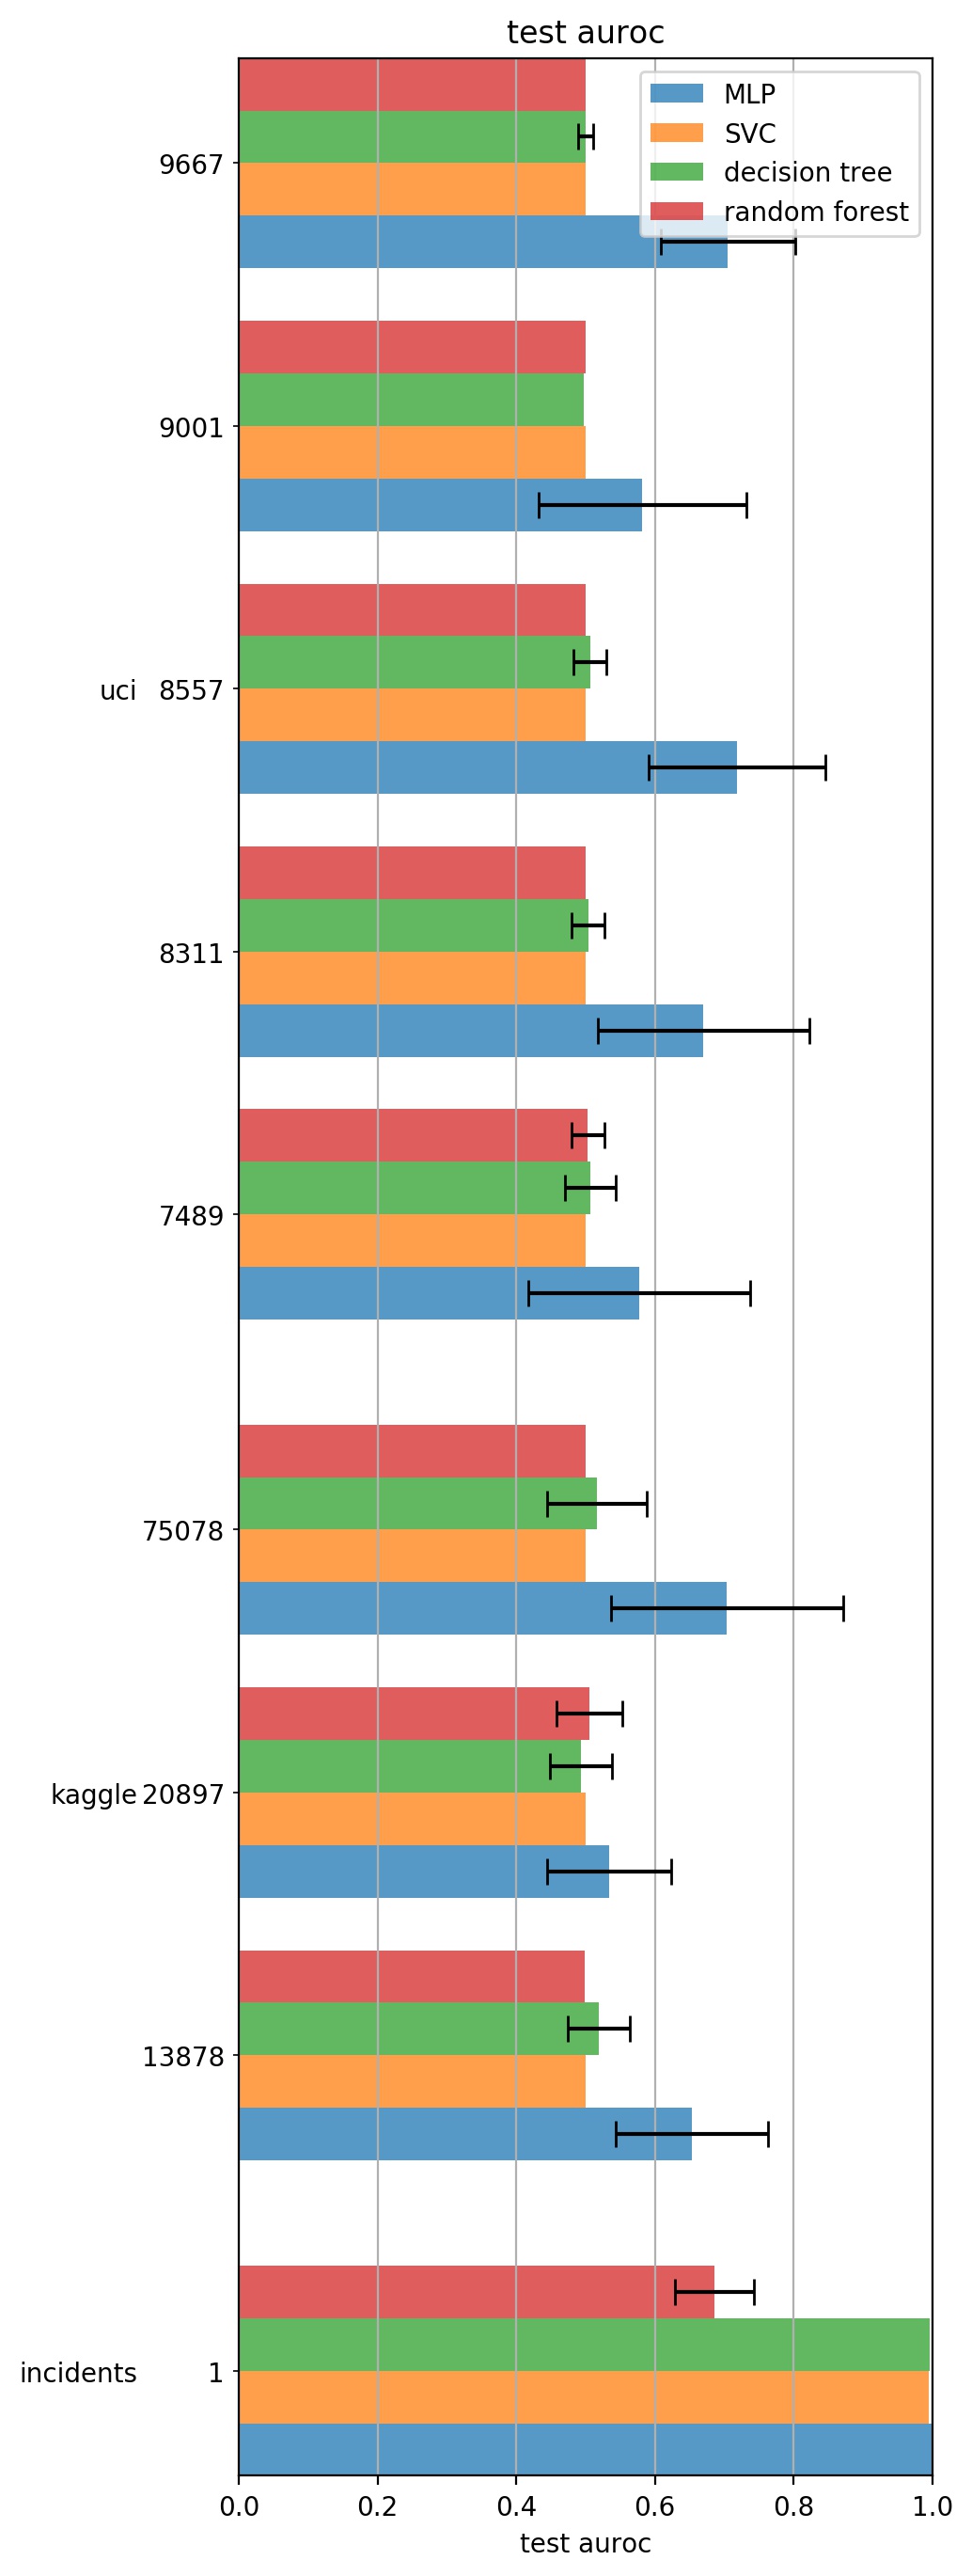 test auroc
MLP
SVC
decision tree
random forest
9667
9001
uci 8557
8311
7489
75078
kaggle 20897
13878
incidents 1
0.0 0.2 0.4 0.6 0.8 1.0
test auroc